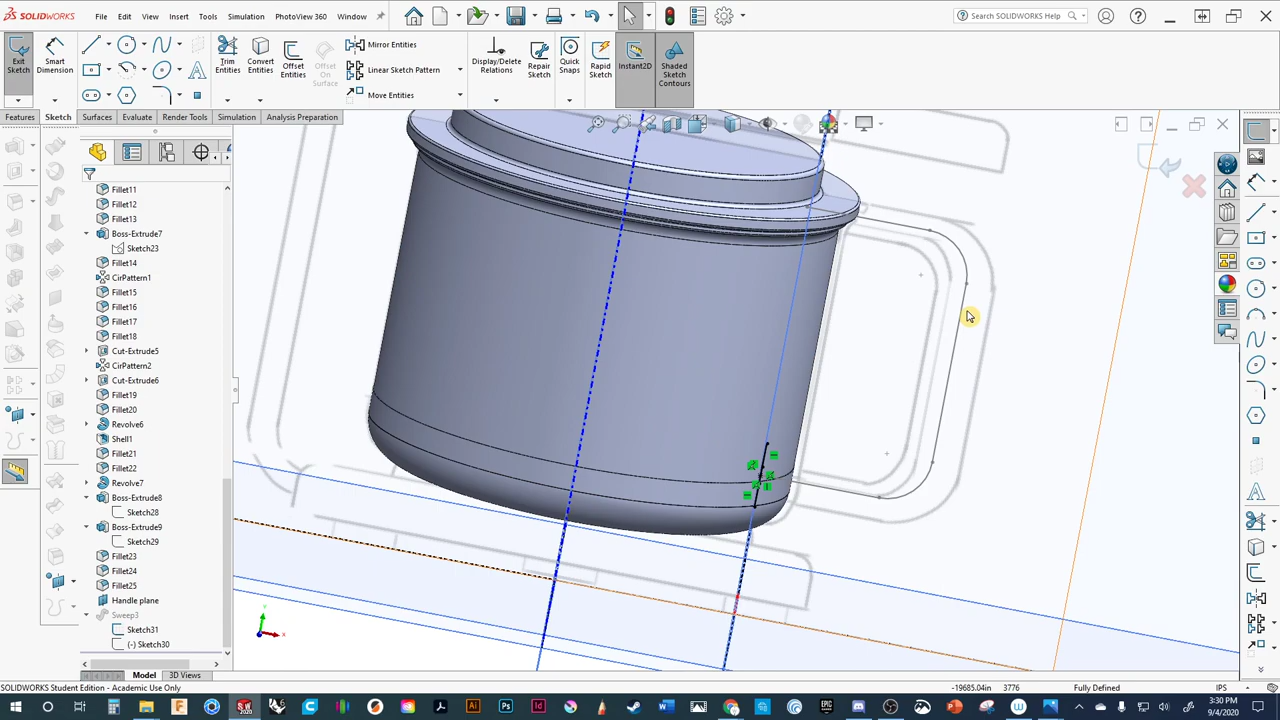 SOLIDWORKS
File Edit View Insert Tools Simulation PhotoView 360 Window
Search SOLIDWORKS Help
Exit Sketch
Smart Dimension
Trim Entities
Convert Entities
Offset Entities
Offset On Surface
Mirror Entities
Linear Sketch Pattern
Move Entities
Display/Delete Relations
Repair Sketch
Quick Snaps
Rapid Sketch
Instant2D
Shaded Sketch Contours
Features Sketch Surfaces Evaluate Render Tools Simulation Analysis Preparation
Fillet11
Fillet12
Fillet13
Boss-Extrude7
Sketch23
Fillet14
CirPattern1
Fillet15
Fillet16
Fillet17
Fillet18
Cut-Extrude5
CirPattern2
Cut-Extrude6
Fillet19
Fillet20
Revolve6
Shell1
Fillet21
Fillet22
Revolve7
Boss-Extrude8
Sketch28
Boss-Extrude9
Sketch29
Fillet23
Fillet24
Fillet25
Handle plane
Sweep3
Sketch31
(-) Sketch30
Model 3D Views
SOLIDWORKS Student Edition - Academic Use Only
-19685.04in 3776 Fully Defined IPS
3:30 PM
9/4/2020